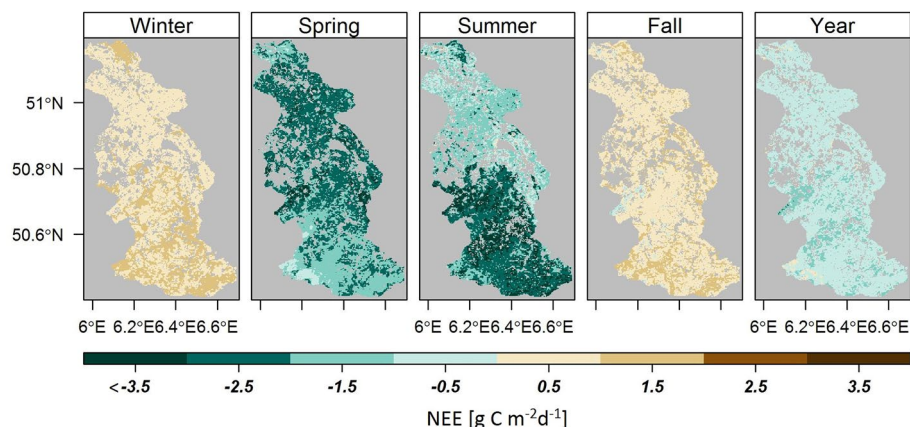 Winter Spring Summer Fall Year
51°N
50.8°N
50.6°N
6°E 6.2°E6.4°E6.6°E 6°E 6.2°E6.4°E6.6°E 6°E 6.2°E6.4°E6.6°E
<-3.5 -2.5 -1.5 -0.5 0.5 1.5 2.5 3.5
NEE [g C m⁻²d⁻¹]